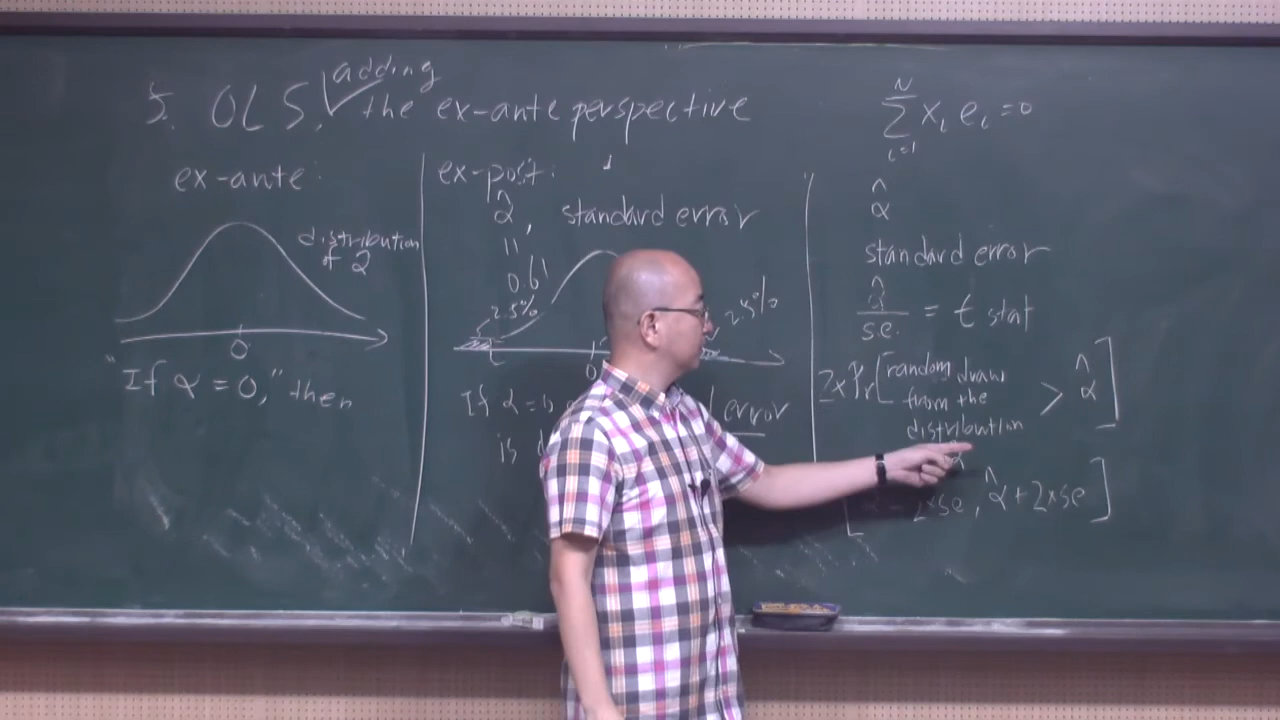 5. OLS, adding the ex-ante perspective
ex-ante:
distribution
of α̂
0
"If α = 0," then
ex-post:
α̂, standard error
0.61
2.5%
2.5%
If α =
error
is
N
∑ xᵢ eᵢ = 0
i=1
α̂
standard error
α̂
se. = t stat
2×Pr[random draw
from the
distribution > α̂]
2×se, α̂ + 2×se]